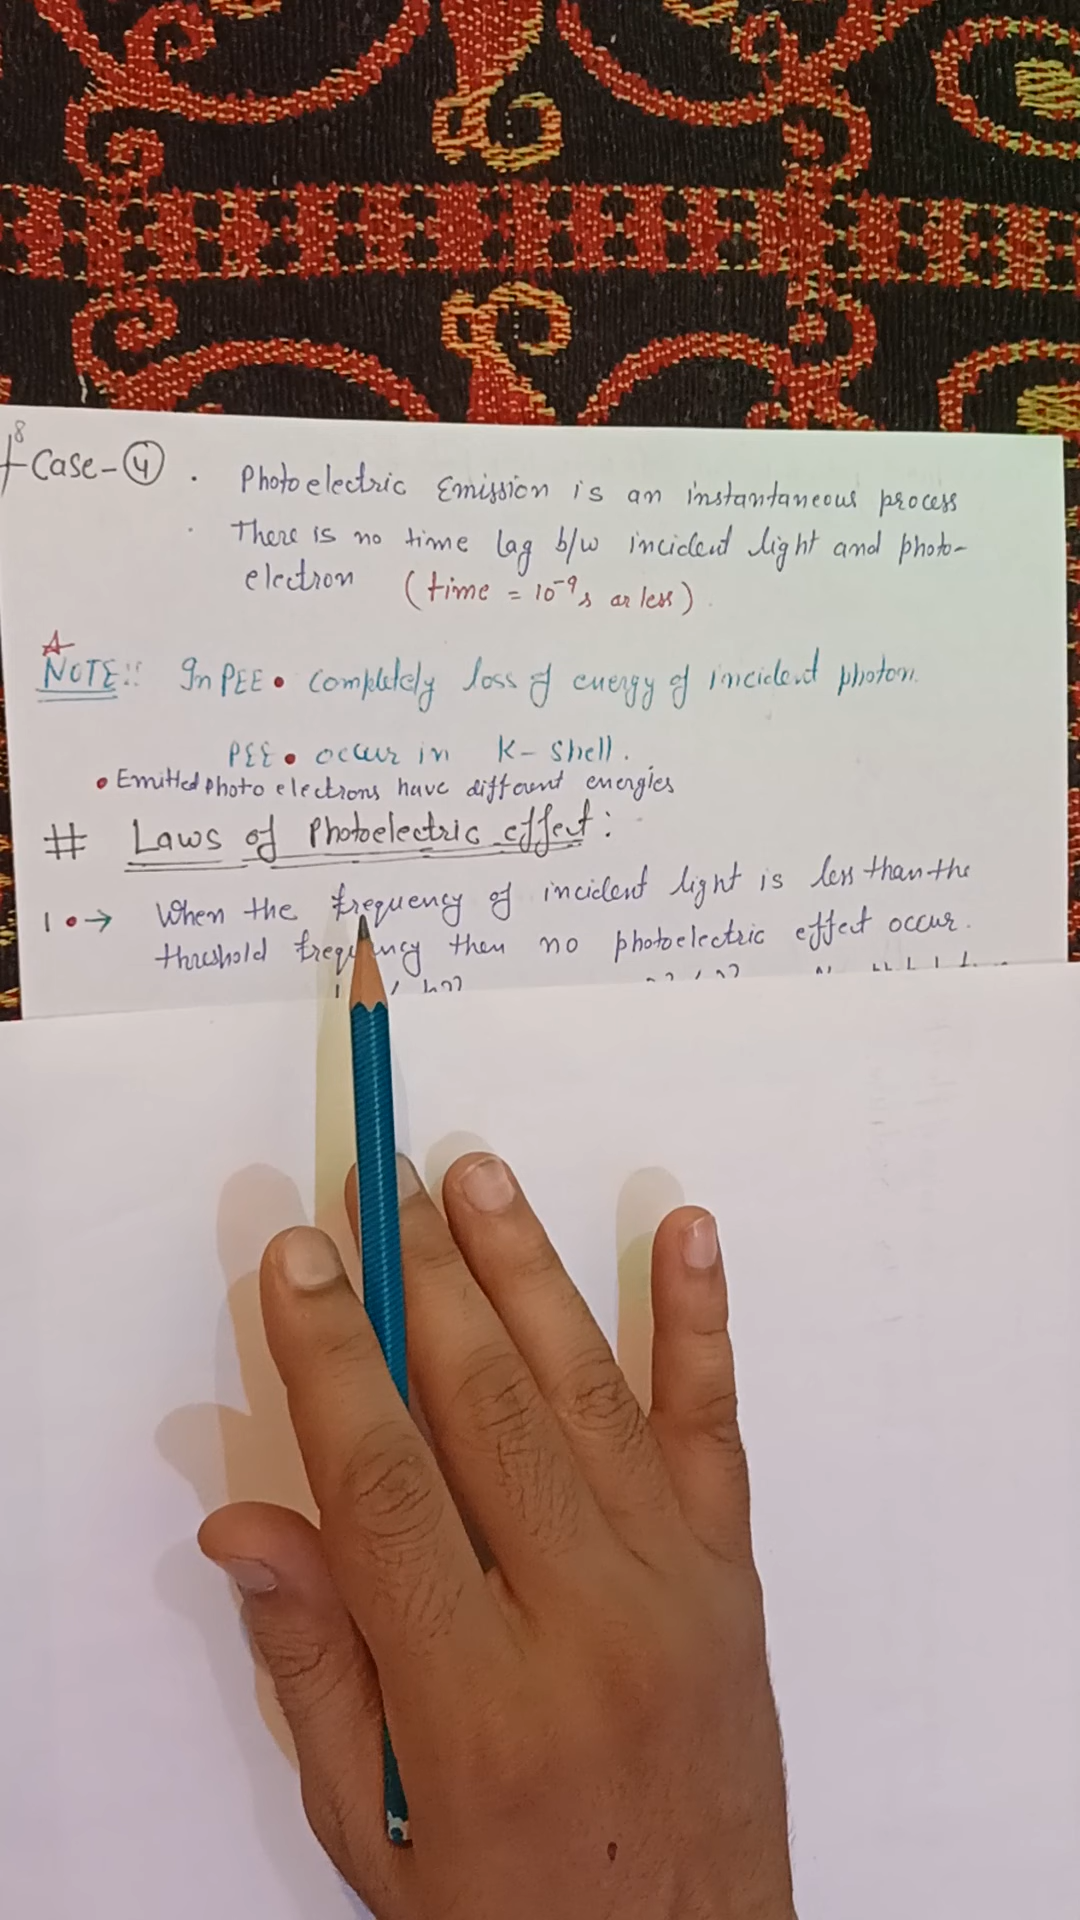 8
Case-4 . Photoelectric Emission is an instantaneous process
. There is no time lag b/w incident light and photo-
electron (time = 10⁻⁹s or less).
NOTE!! In PEE • completely loss of energy of incident photon.
PEE • occur in K-shell.
• Emitted photo electrons have different energies
# Laws of Photoelectric effect:
1 •→ When the frequency of incident light is less than the
threshold frequency then no photoelectric effect occur.